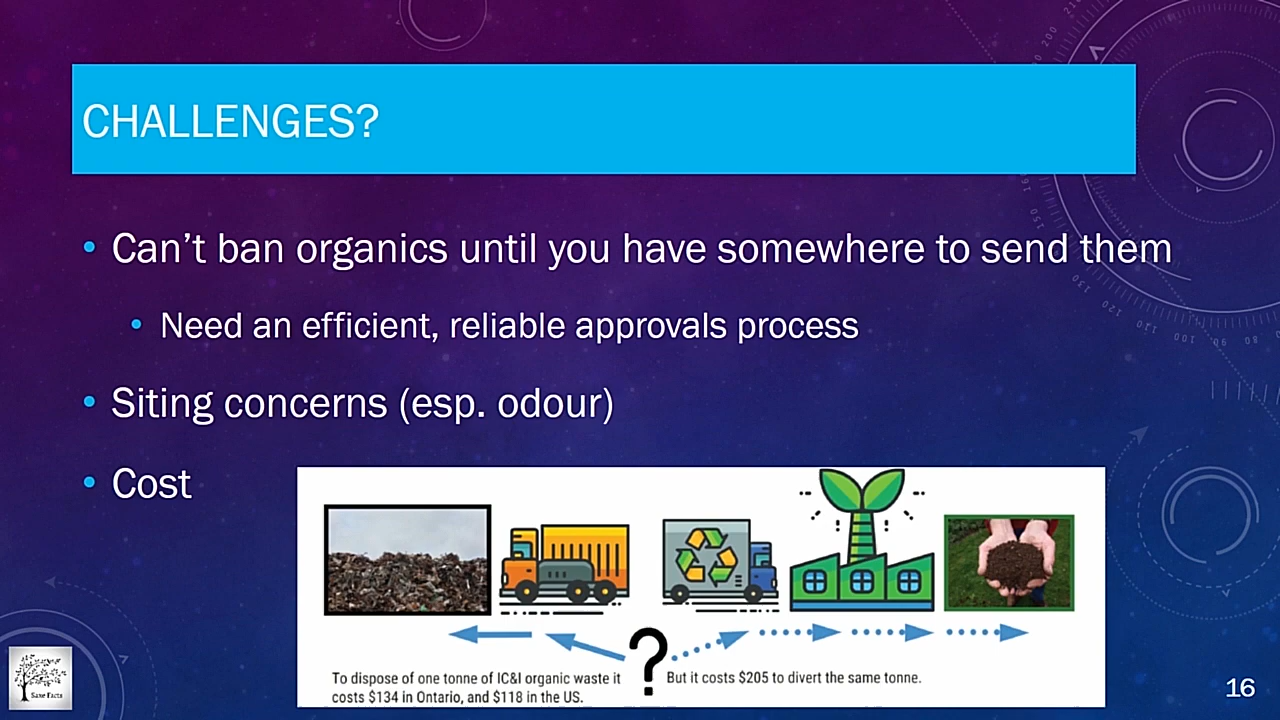 CHALLENGES?
• Can't ban organics until you have somewhere to send them
• Need an efficient, reliable approvals process
• Siting concerns (esp. odour)
• Cost
?
To dispose of one tonne of IC&I organic waste it
costs $134 in Ontario, and $118 in the US.
But it costs $205 to divert the same tonne.
Saxe Facts
16